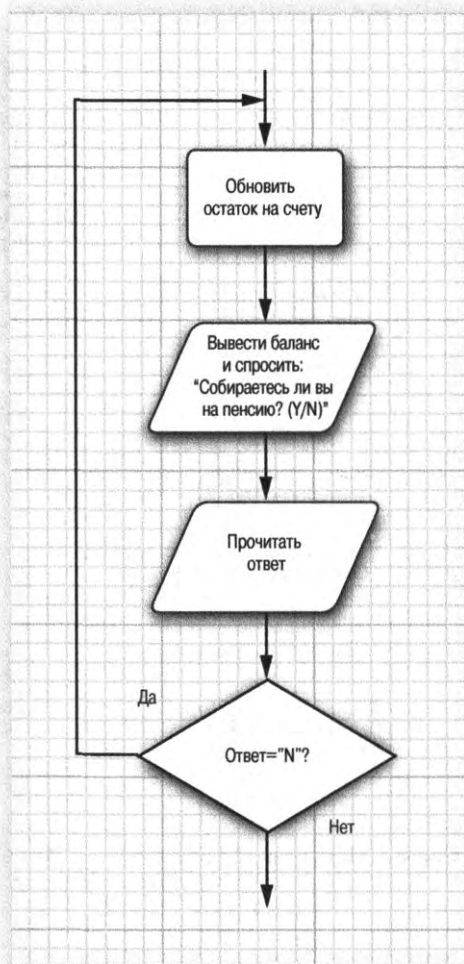 Обновить
остаток на счету
Вывести баланс
и спросить:
“Собираетесь ли вы
на пенсию? (Y/N)”
Прочитать
ответ
Да
Ответ=”N”?
Нет